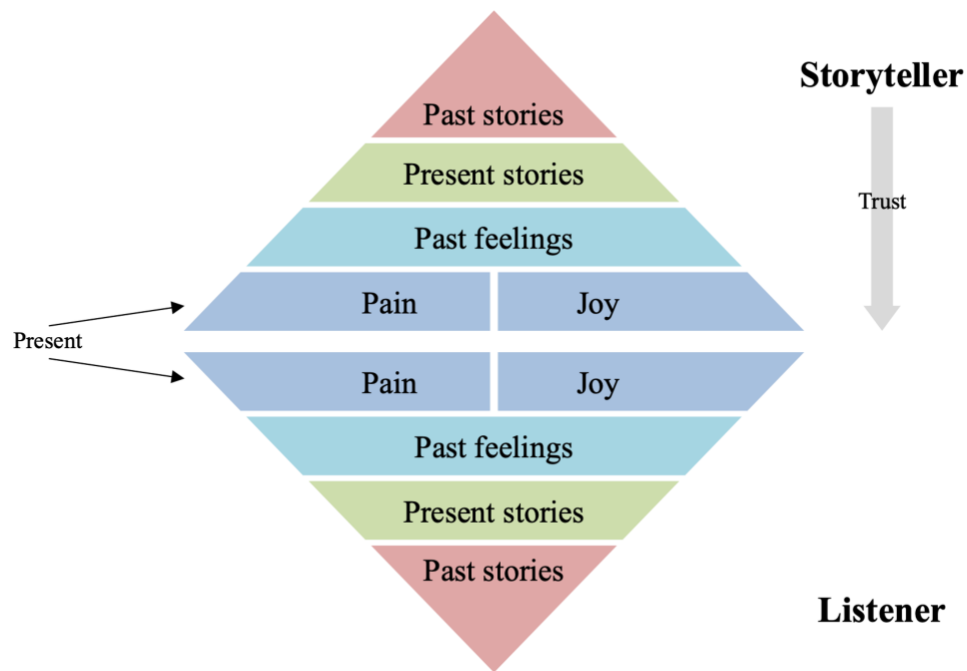 Storyteller
Past stories
Present stories
Trust
Past feelings
Pain Joy
Present
Pain Joy
Past feelings
Present stories
Past stories
Listener